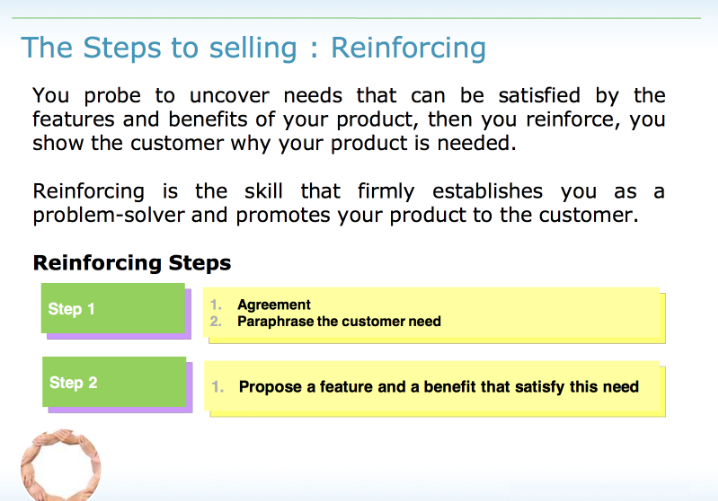 The Steps to selling : Reinforcing
You probe to uncover needs that can be satisfied by the
features and benefits of your product, then you reinforce, you
show the customer why your product is needed.
Reinforcing is the skill that firmly establishes you as a
problem-solver and promotes your product to the customer.
Reinforcing Steps
Step 1
1. Agreement
2. Paraphrase the customer need
Step 2
1. Propose a feature and a benefit that satisfy this need